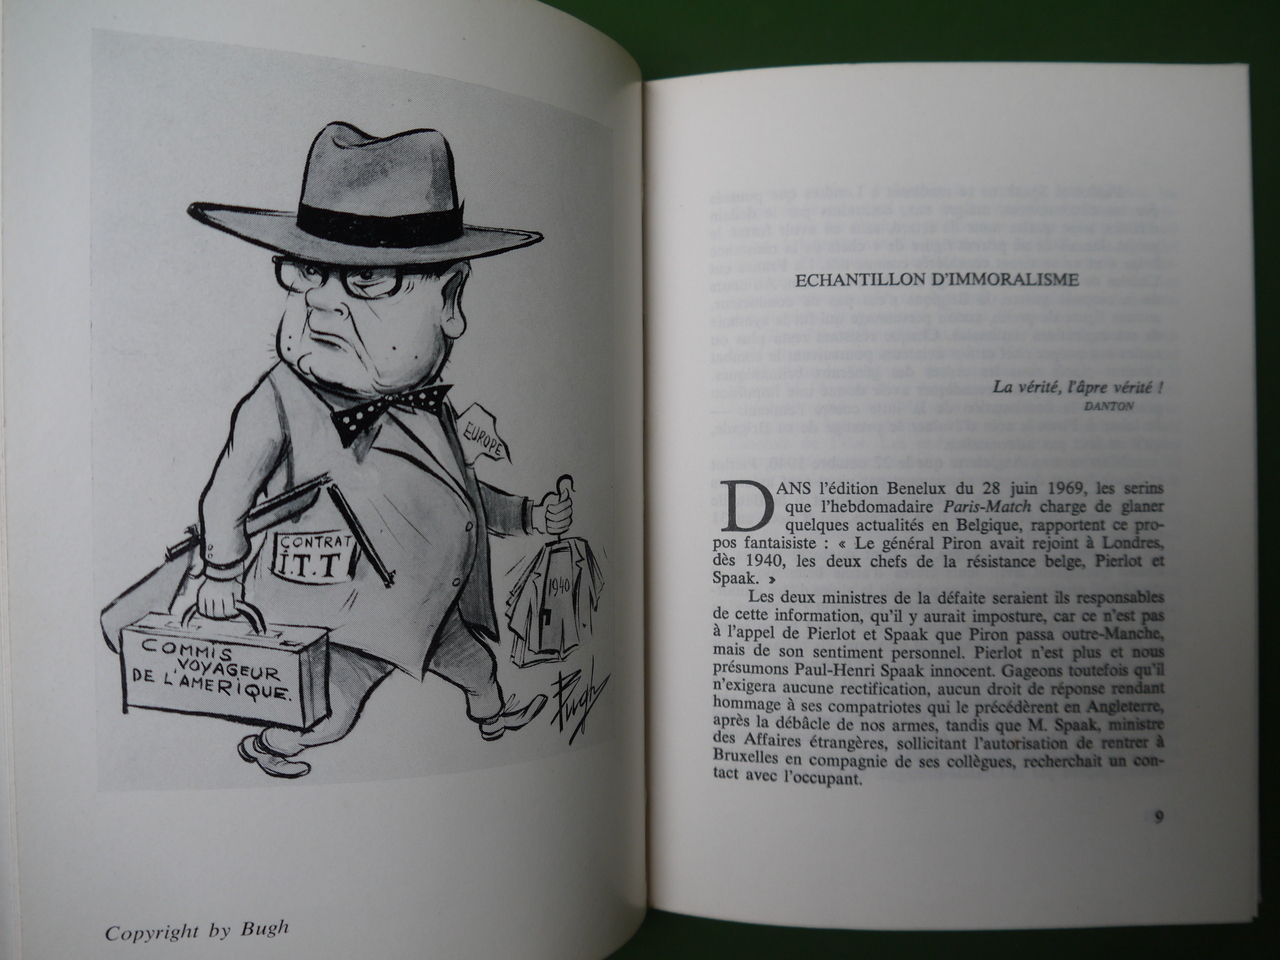 EUROPE
CONTRAT
I.T.T
1940
COMMIS
VOYAGEUR
DE L'AMERIQUE.
Bugh
Copyright by Bugh
ECHANTILLON D'IMMORALISME
La vérité, l'âpre vérité !
DANTON
DANS l'édition Benelux du 28 juin 1969, les serins
que l'hebdomadaire Paris-Match charge de glaner
quelques actualités en Belgique, rapportent ce pro-
pos fantaisiste : « Le général Piron avait rejoint à Londres,
dès 1940, les deux chefs de la résistance belge, Pierlot et
Spaak. »
Les deux ministres de la défaite seraient ils responsables
de cette information, qu'il y aurait imposture, car ce n'est pas
à l'appel de Pierlot et Spaak que Piron passa outre-Manche,
mais de son sentiment personnel. Pierlot n'est plus et nous
présumons Paul-Henri Spaak innocent. Gageons toutefois qu'il
n'exigera aucune rectification, aucun droit de réponse rendant
hommage à ses compatriotes qui le précédèrent en Angleterre,
après la débâcle de nos armes, tandis que M. Spaak, ministre
des Affaires étrangères, sollicitant l'autorisation de rentrer à
Bruxelles en compagnie de ses collègues, recherchait un con-
tact avec l'occupant.
9